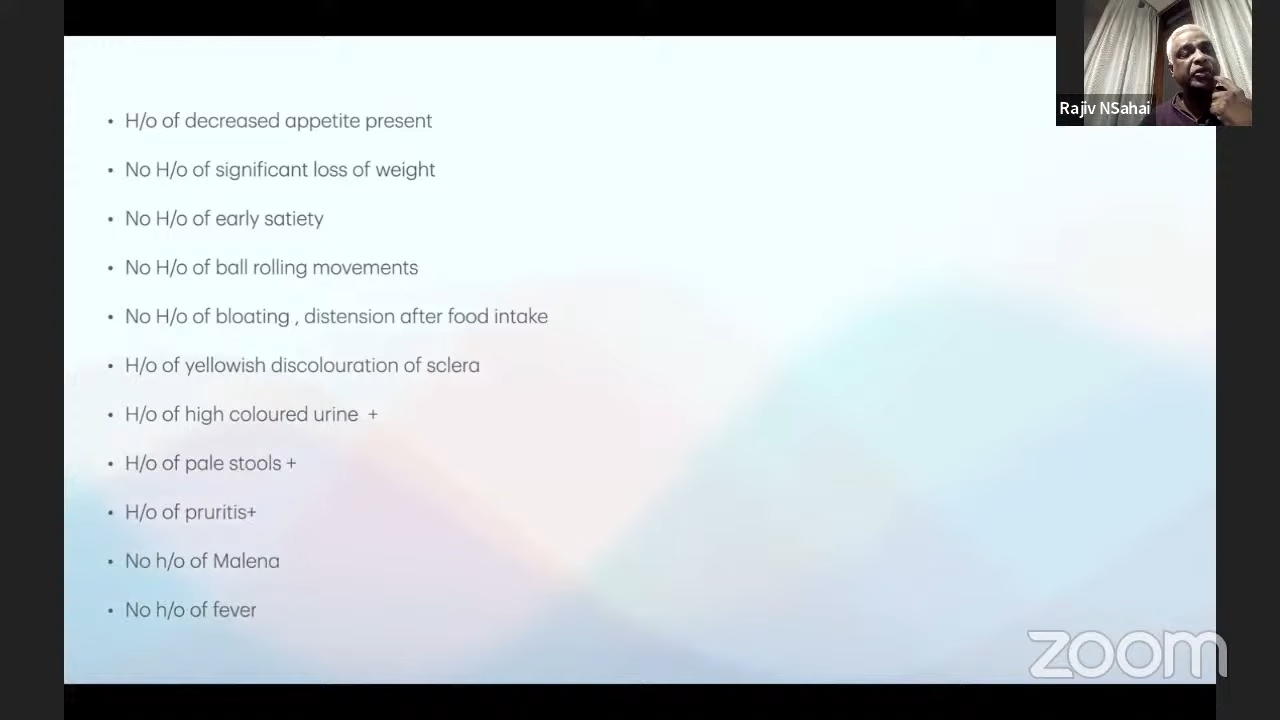 Rajiv NSahai
• H/o of decreased appetite present
• No H/o of significant loss of weight
• No H/o of early satiety
• No H/o of ball rolling movements
• No H/o of bloating , distension after food intake
• H/o of yellowish discolouration of sclera
• H/o of high coloured urine +
• H/o of pale stools +
• H/o of pruritis+
• No h/o of Malena
• No h/o of fever
zoom